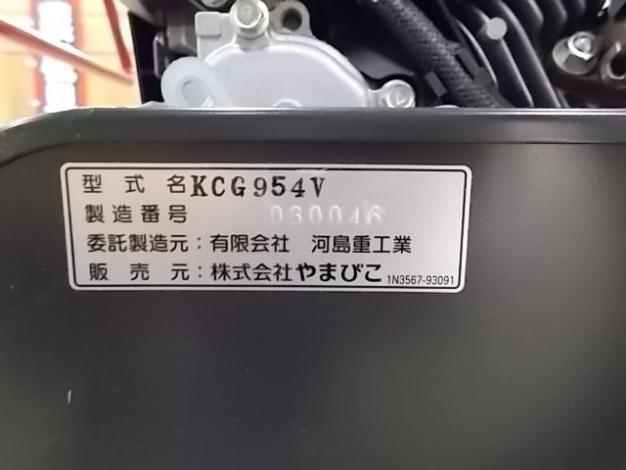 型式名KCG954V
製造番号 030046
委託製造元：有限会社 河島重工業
販売元：株式会社やまびこ 1N3567-93091